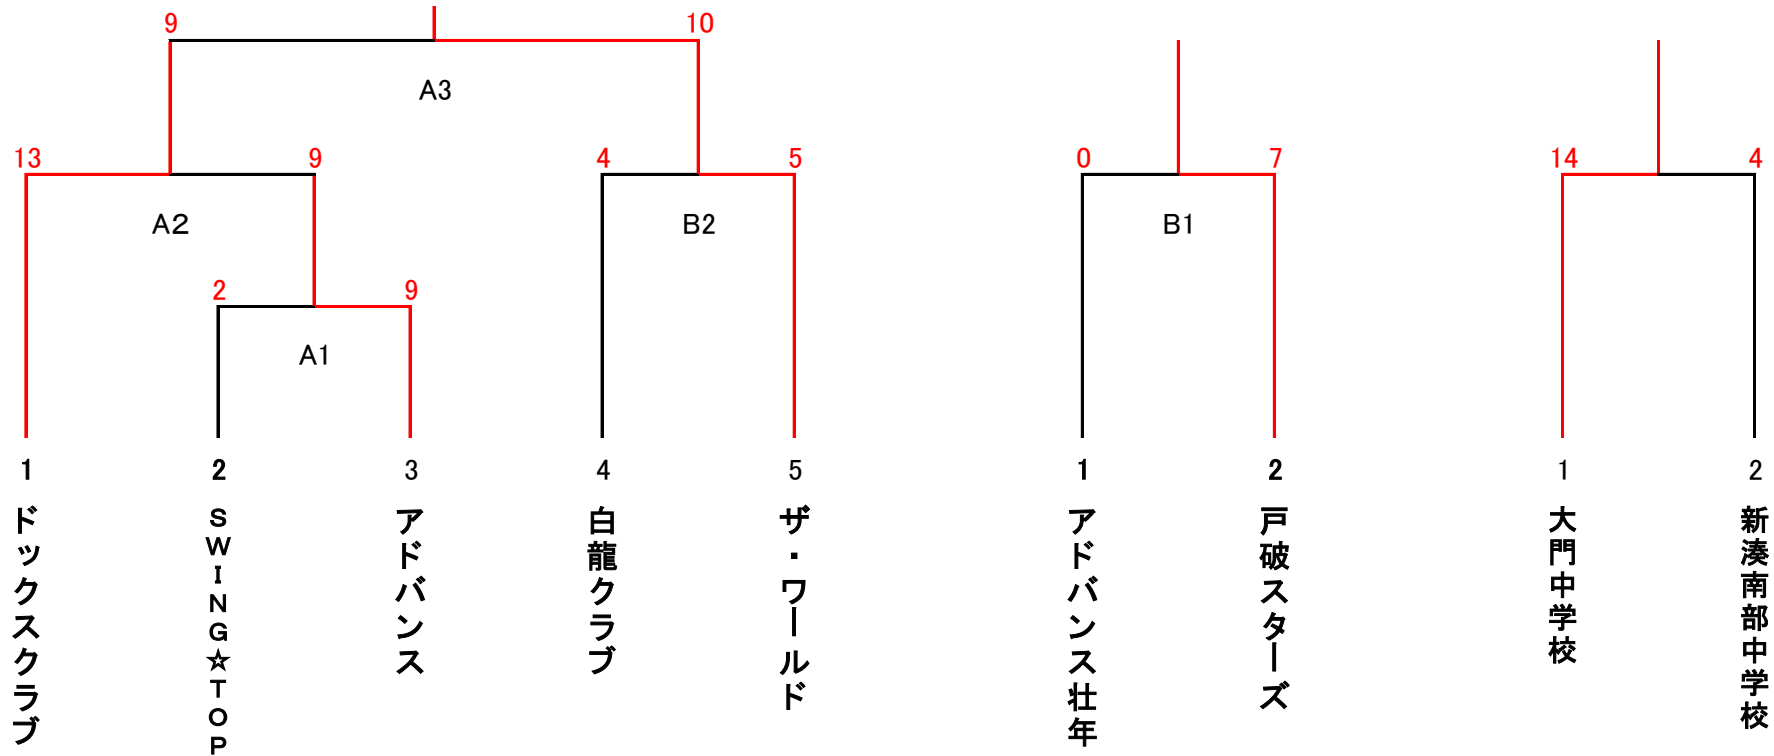 9 10
A3
13 9 4 5 0 7 14 4
A2 B2 B1
2 9
A1
1 2 3 4 5 1 2 1 2
ドックスクラブ
SWING☆TOP
アドバンス
白龍クラブ
ザ・ワールド
アドバンス壮年
戸破スターズ
大門中学校
新湊南部中学校